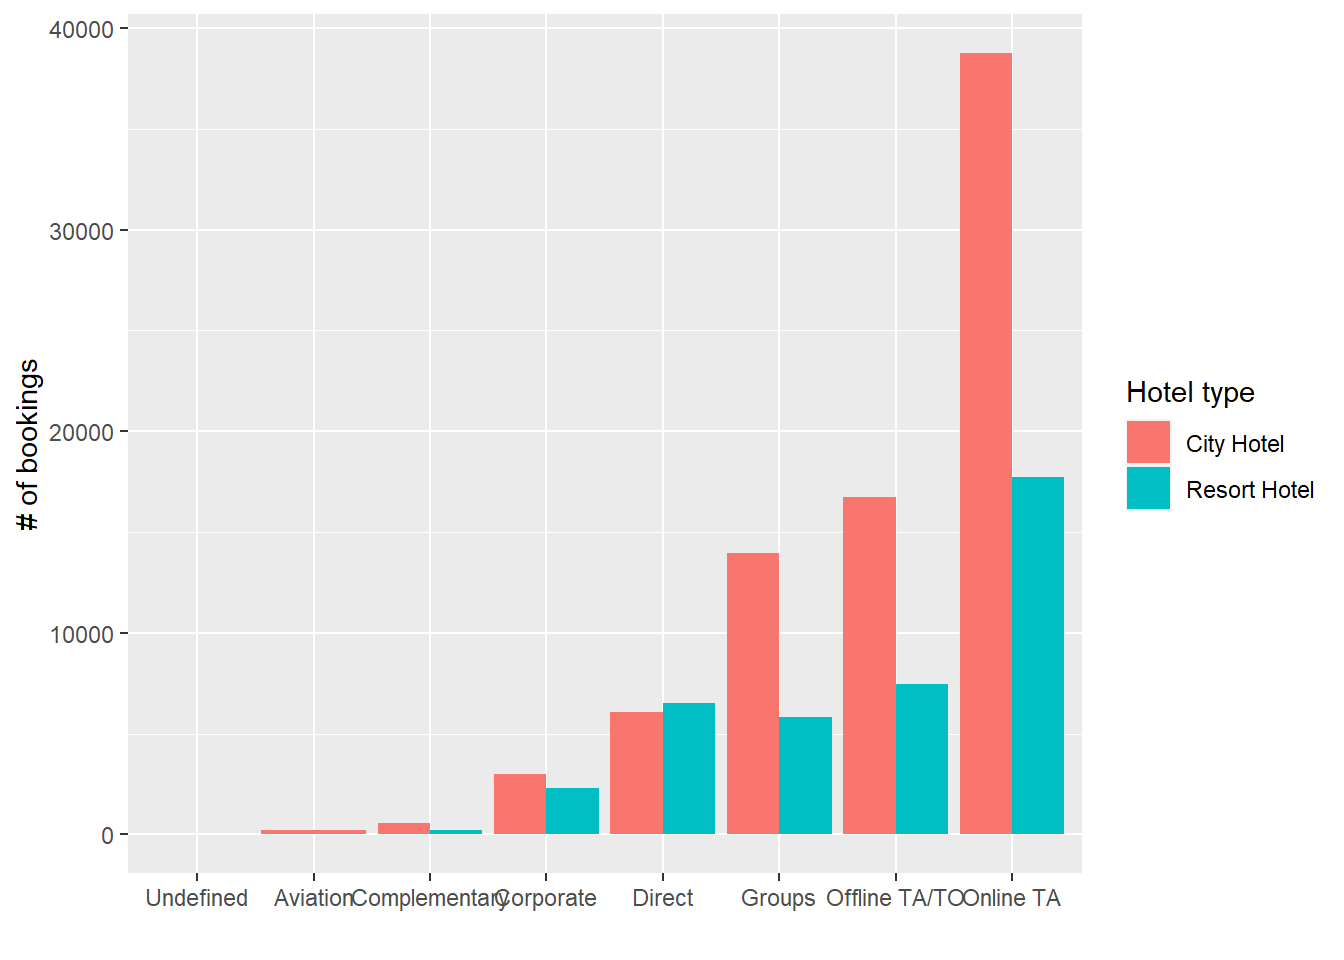 # of bookings
40000
30000
20000
10000
0
Undefined
Aviation
Complementary
Corporate
Direct
Groups
Offline TA/TO
Online TA
Hotel type
City Hotel
Resort Hotel